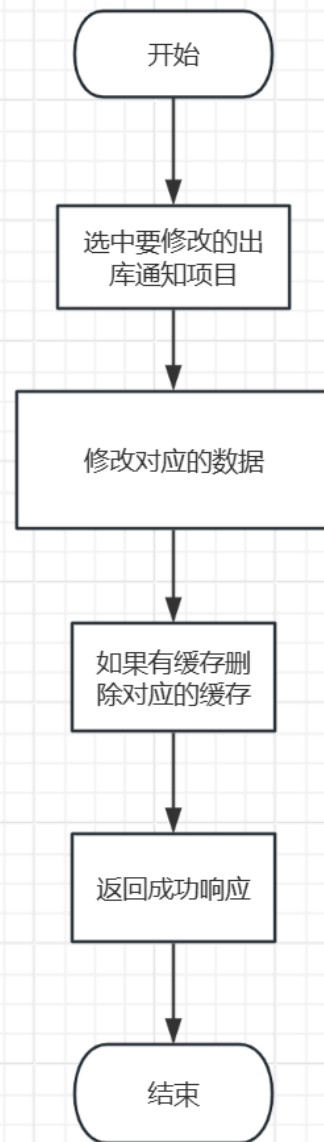 开始
选中要修改的出
库通知项目
修改对应的数据
如果有缓存删
除对应的缓存
返回成功响应
结束